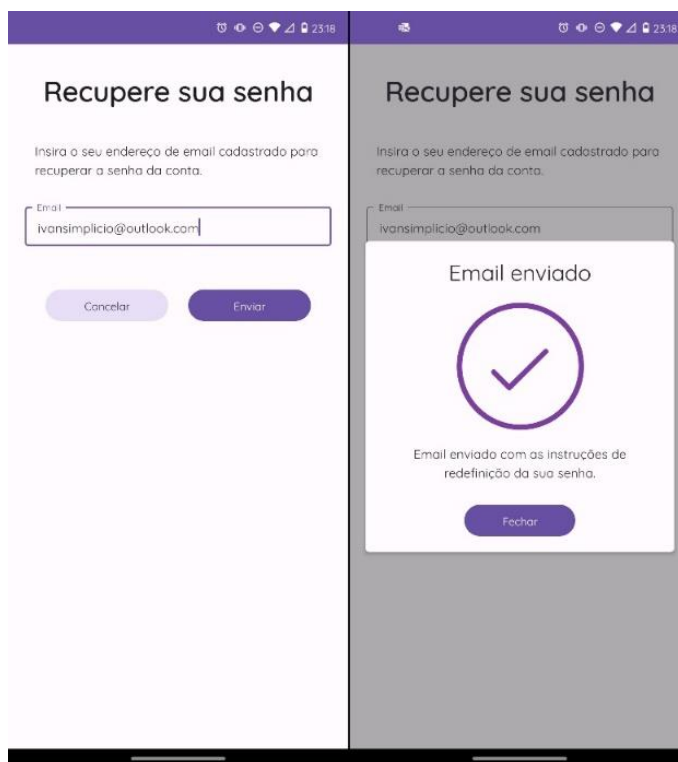 23:18
Recupere sua senha
Insira o seu endereço de email cadastrado para
recuperar a senha da conta.
Email
ivansimplicio@outlook.com
Cancelar
Enviar
23:18
Recupere sua senha
Insira o seu endereço de email cadastrado para
recuperar a senha da conta.
Email
ivansimplicio@outlook.com
Email enviado
Email enviado com as instruções de
redefinição da sua senha.
Fechar